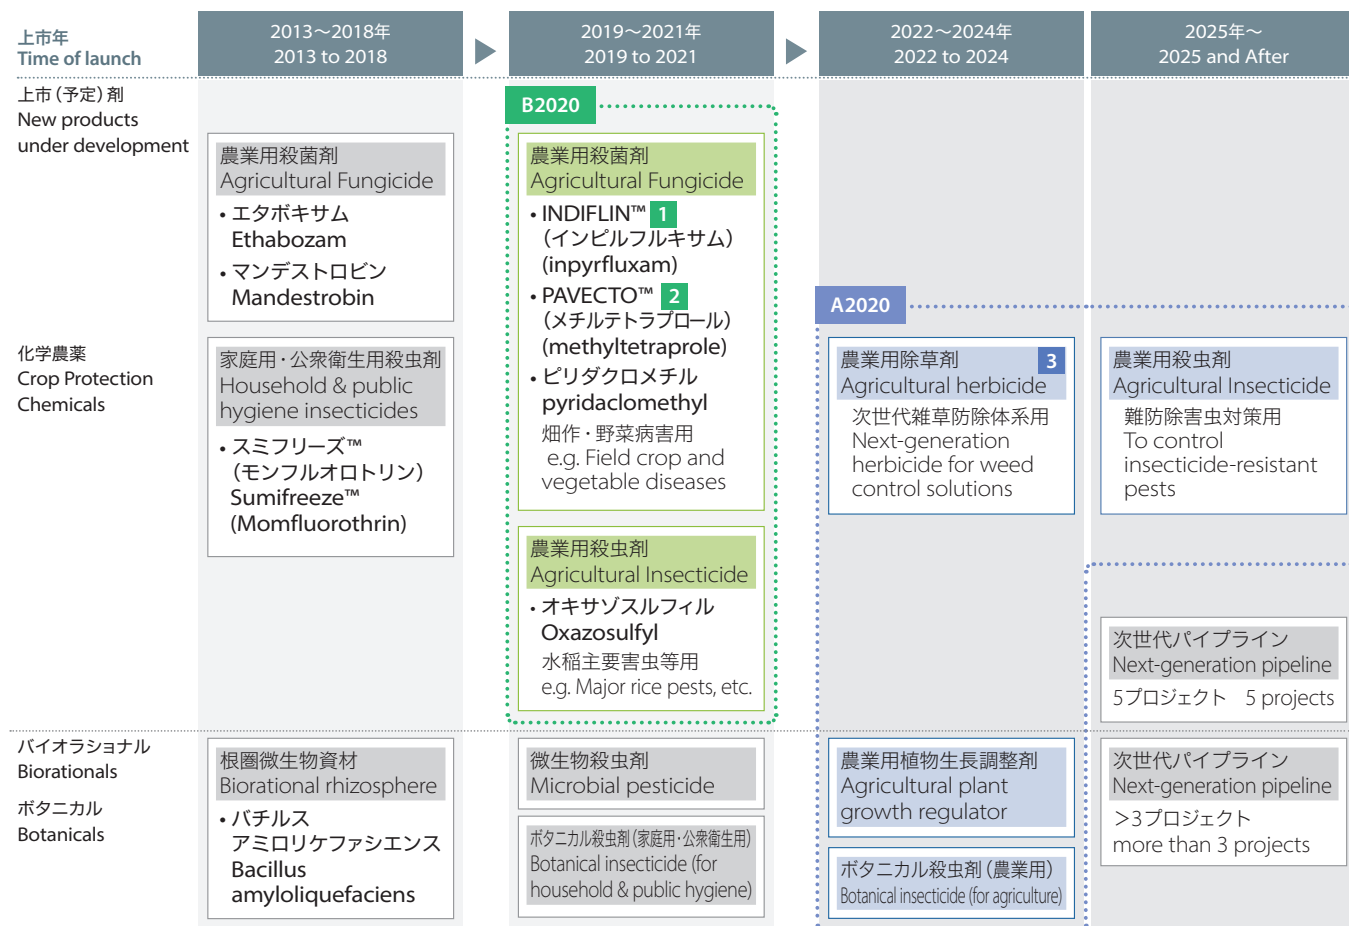 上市年
Time of launch
2013～2018年
2013 to 2018
2019～2021年
2019 to 2021
2022～2024年
2022 to 2024
2025年～
2025 and After
上市（予定）剤
New products
under development
化学農薬
Crop Protection
Chemicals
農業用殺菌剤
Agricultural Fungicide
• エタボキサム
Ethabozam
• マンデストロビン
Mandestrobin
家庭用・公衆衛生用殺虫剤
Household & public
hygiene insecticides
• スミフリーズ™
（モンフルオロトリン）
Sumifreeze™
(Momfluorothrin)
B2020
農業用殺菌剤
Agricultural Fungicide
• INDIFLIN™ 1
（インピルフルキサム）
(inpyrfluxam)
• PAVECTO™ 2
（メチルテトラプロール）
(methyltetraprole)
• ピリダクロメチル
pyridaclomethyl
畑作・野菜病害用
e.g. Field crop and
vegetable diseases
農業用殺虫剤
Agricultural Insecticide
• オキサゾスルフィル
Oxazosulfyl
水稲主要害虫等用
e.g. Major rice pests, etc.
A2020
農業用除草剤 3
Agricultural herbicide
次世代雑草防除体系用
Next-generation
herbicide for weed
control solutions
農業用殺虫剤
Agricultural Insecticide
難防除害虫対策用
To control
insecticide-resistant
pests
次世代パイプライン
Next-generation pipeline
5プロジェクト 5 projects
バイオラショナル
Biorationals
ボタニカル
Botanicals
根圏微生物資材
Biorational rhizosphere
• バチルス
アミロリケファシエンス
Bacillus
amyloliquefaciens
微生物殺虫剤
Microbial pesticide
ボタニカル殺虫剤（家庭用・公衆衛生用）
Botanical insecticide (for
household & public hygiene)
農業用植物生長調整剤
Agricultural plant
growth regulator
ボタニカル殺虫剤（農業用）
Botanical insecticide (for agriculture)
次世代パイプライン
Next-generation pipeline
＞3プロジェクト
more than 3 projects